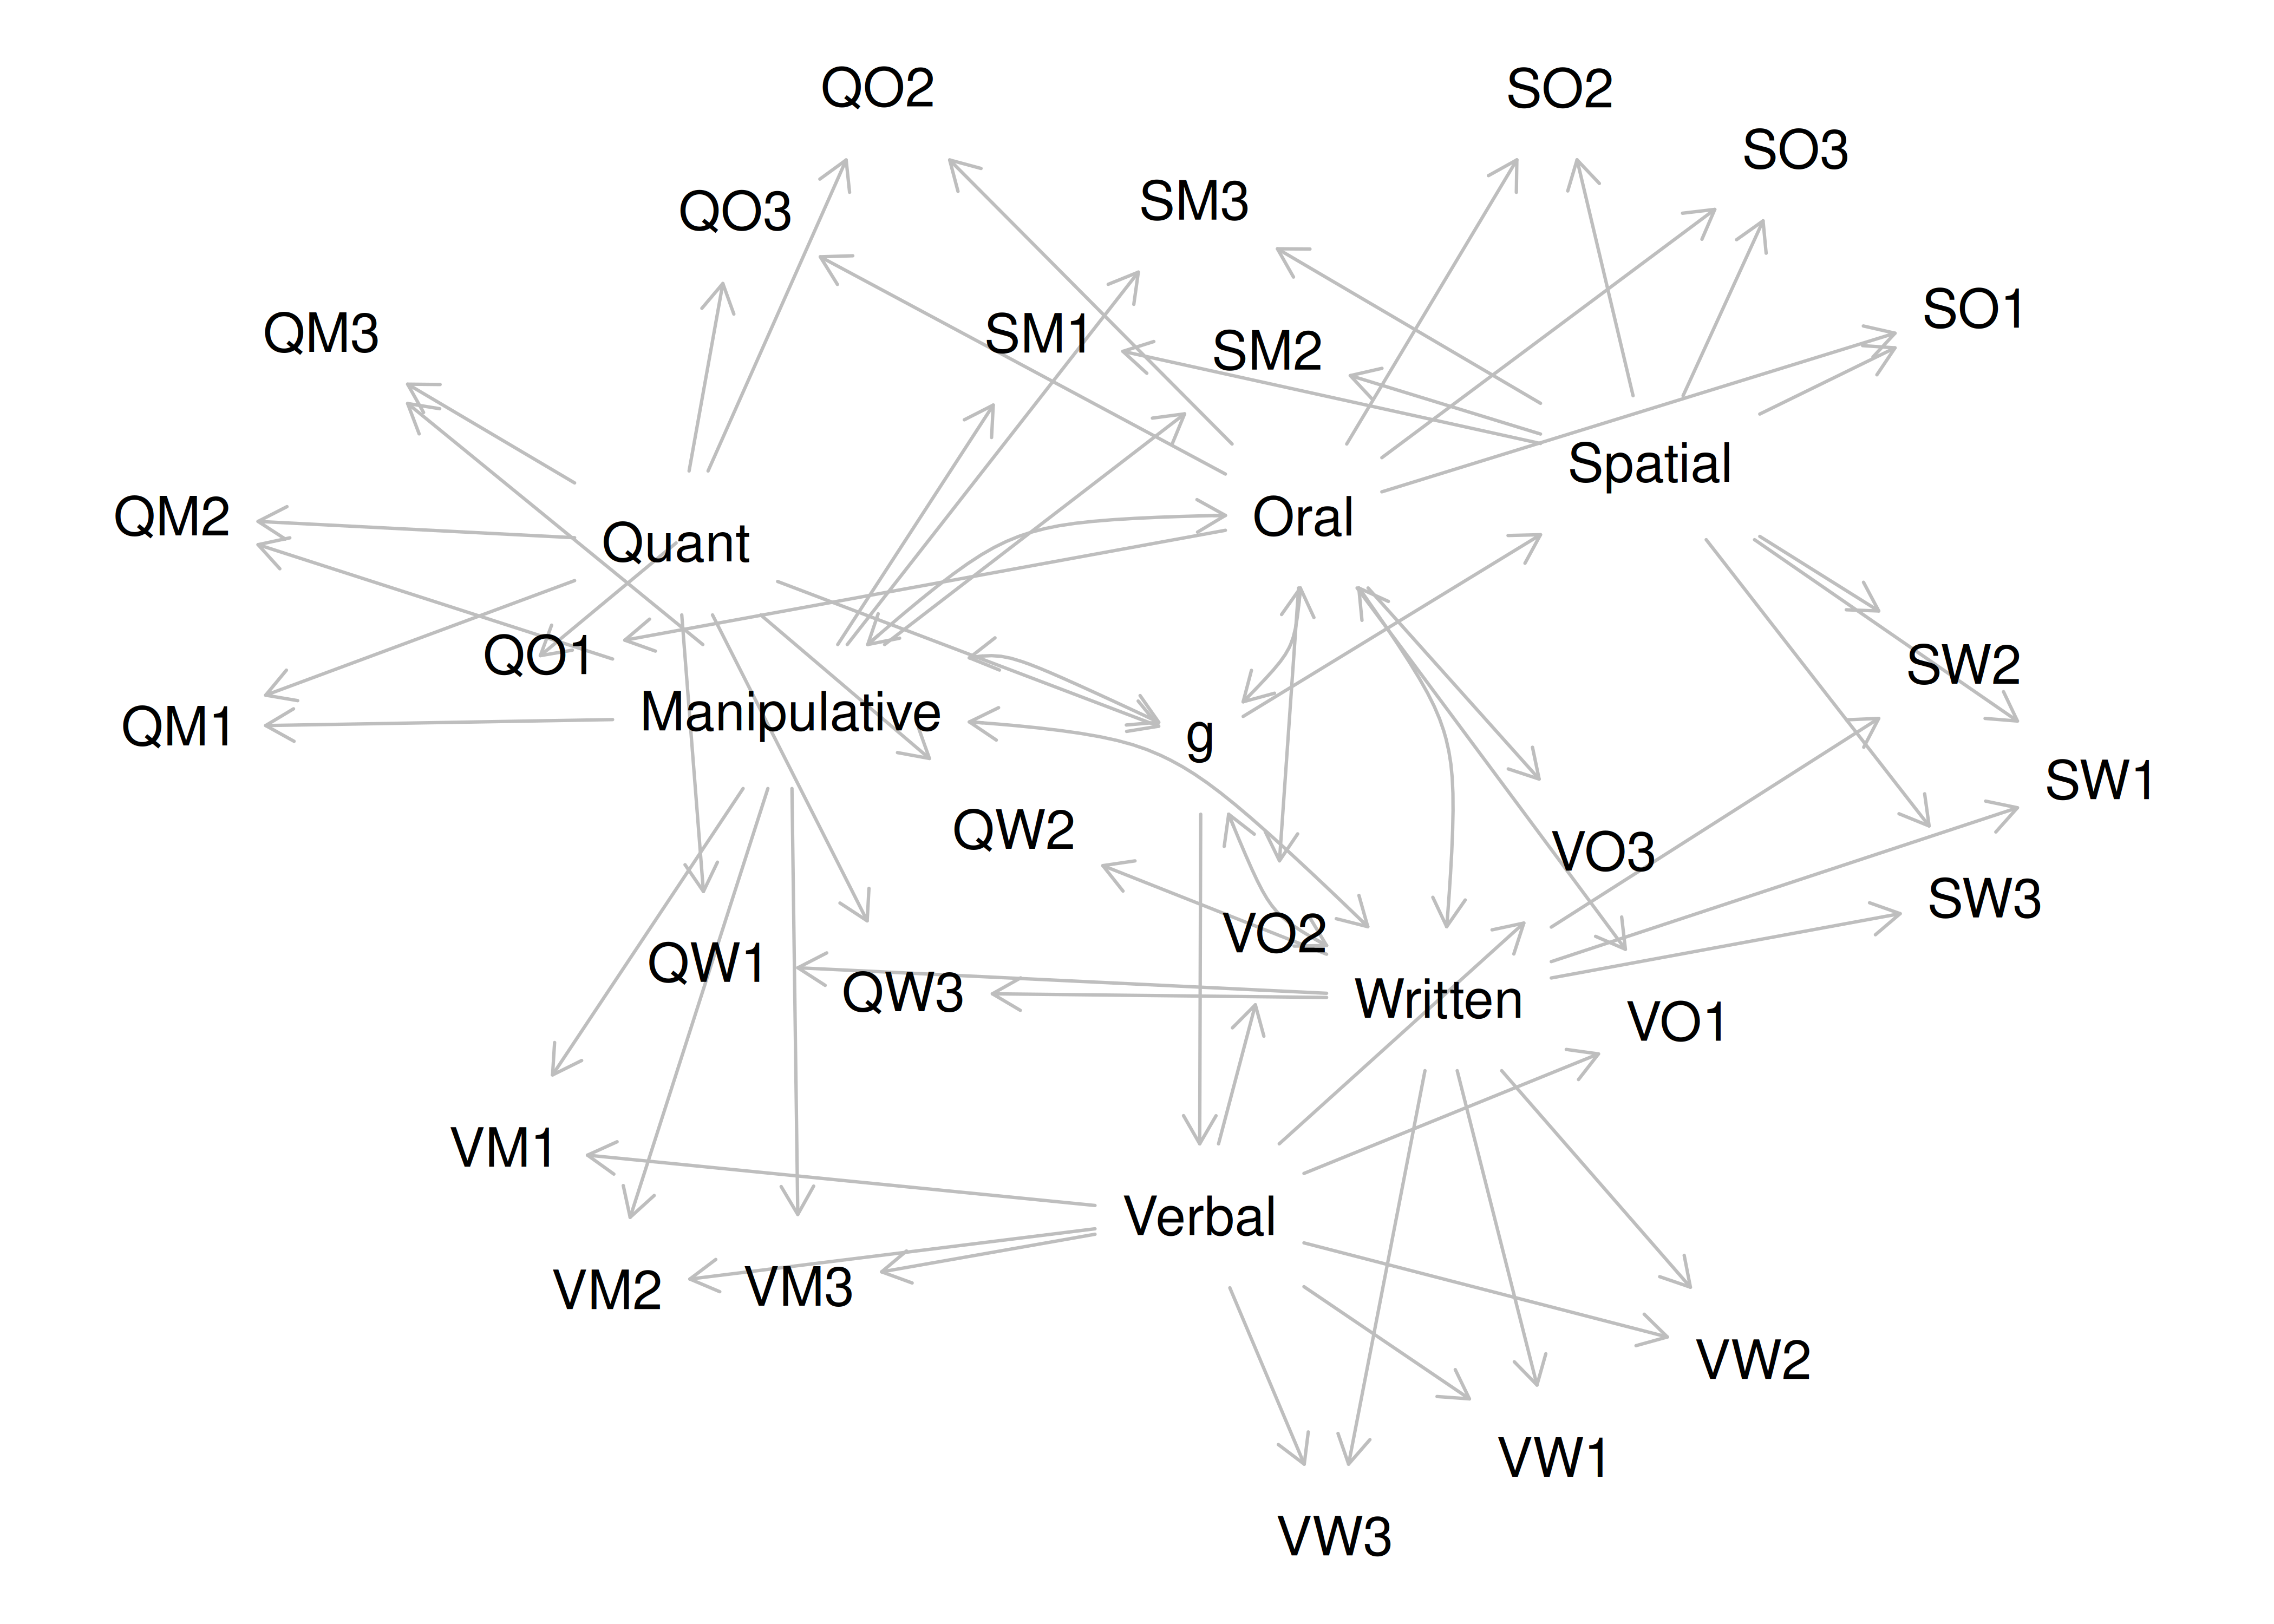 QO2
SO2
SO3
QO3
SM3
SO1
QM3
SM1
SM2
Spatial
QM2
Oral
Quant
QO1
SW2
Manipulative
QM1
g
SW1
QW2
VO3
SW3
VO2
QW1
QW3
Written
VO1
VM1
Verbal
VM2
VM3
VW2
VW1
VW3